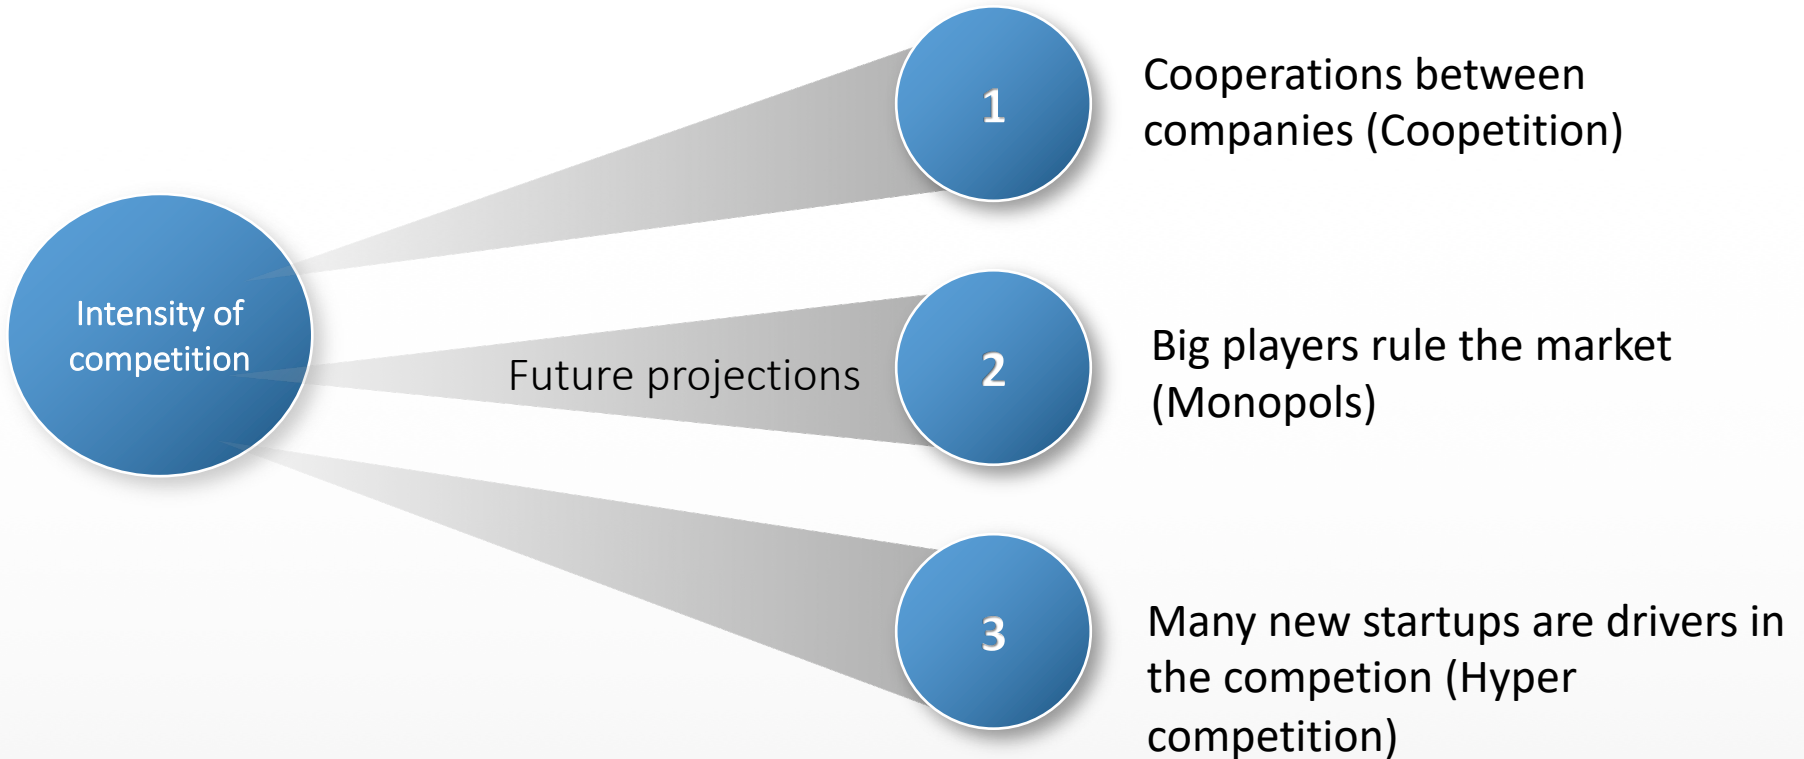 Intensity of
competition
Future projections
1
Cooperations between
companies (Coopetition)
2
Big players rule the market
(Monopols)
3
Many new startups are drivers in
the competion (Hyper
competition)